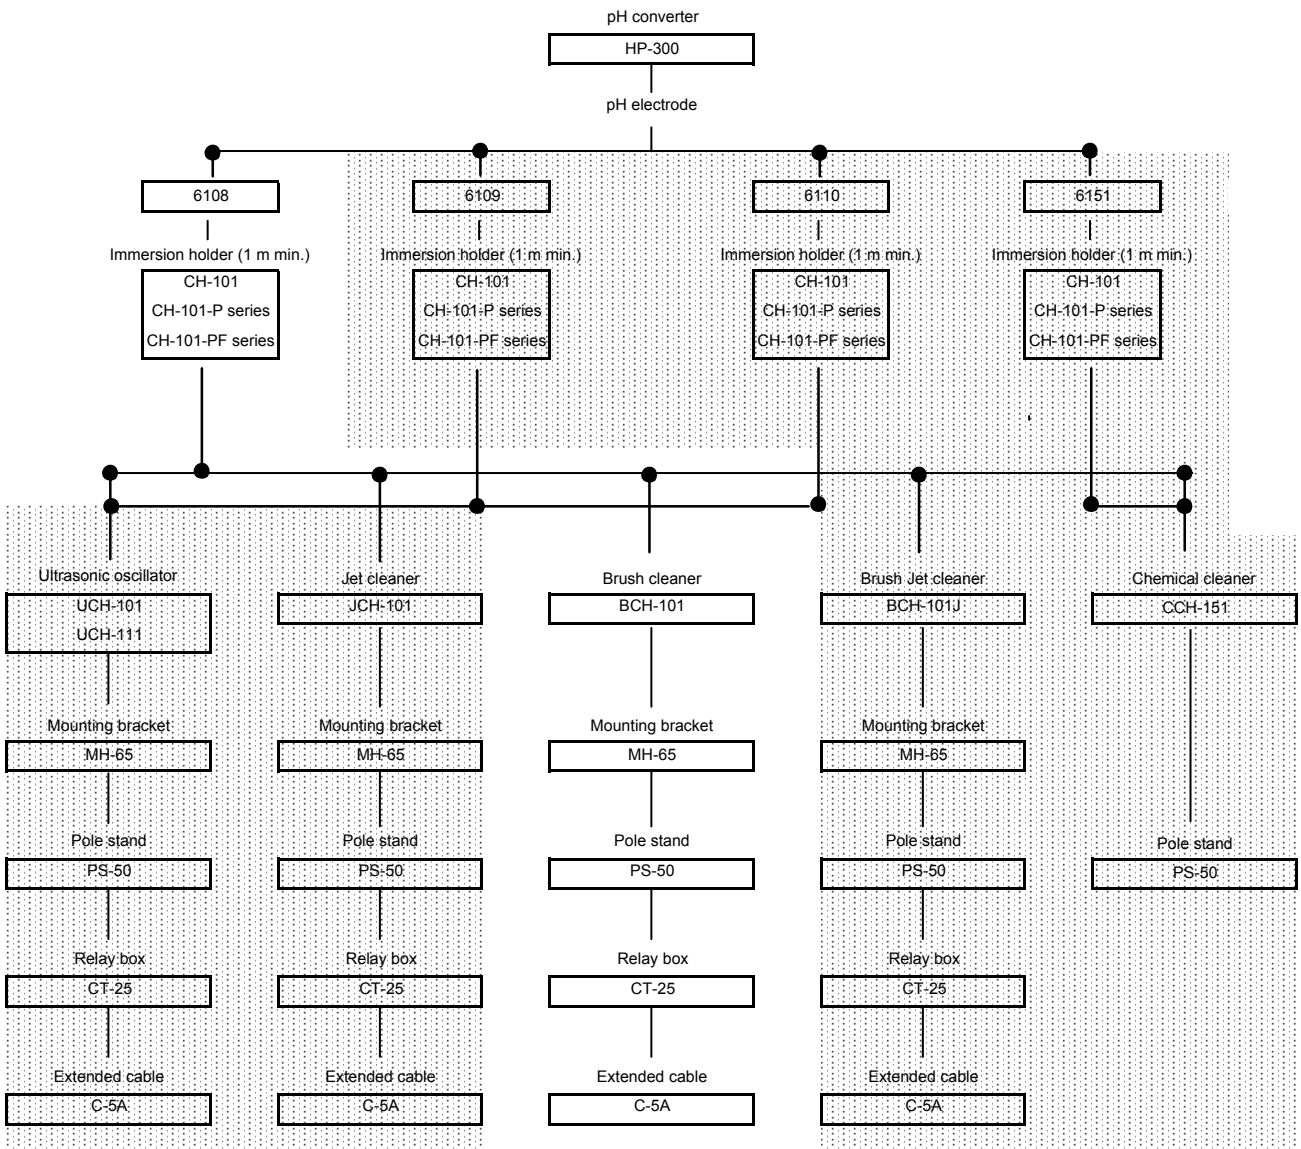 pH converter
HP-300
pH electrode
6108
6109
6110
6151
Immersion holder (1 m min.)
Immersion holder (1 m min.)
Immersion holder (1 m min.)
Immersion holder (1 m min.)
CH-101
CH-101-P series
CH-101-PF series
CH-101
CH-101-P series
CH-101-PF series
CH-101
CH-101-P series
CH-101-PF series
CH-101
CH-101-P series
CH-101-PF series
Ultrasonic oscillator
UCH-101
UCH-111
Mounting bracket
MH-65
Pole stand
PS-50
Relay box
CT-25
Extended cable
C-5A
Jet cleaner
JCH-101
Mounting bracket
MH-65
Pole stand
PS-50
Relay box
CT-25
Extended cable
C-5A
Brush cleaner
BCH-101
Mounting bracket
MH-65
Pole stand
PS-50
Relay box
CT-25
Extended cable
C-5A
Brush Jet cleaner
BCH-101J
Mounting bracket
MH-65
Pole stand
PS-50
Relay box
CT-25
Extended cable
C-5A
Chemical cleaner
CCH-151
Pole stand
PS-50